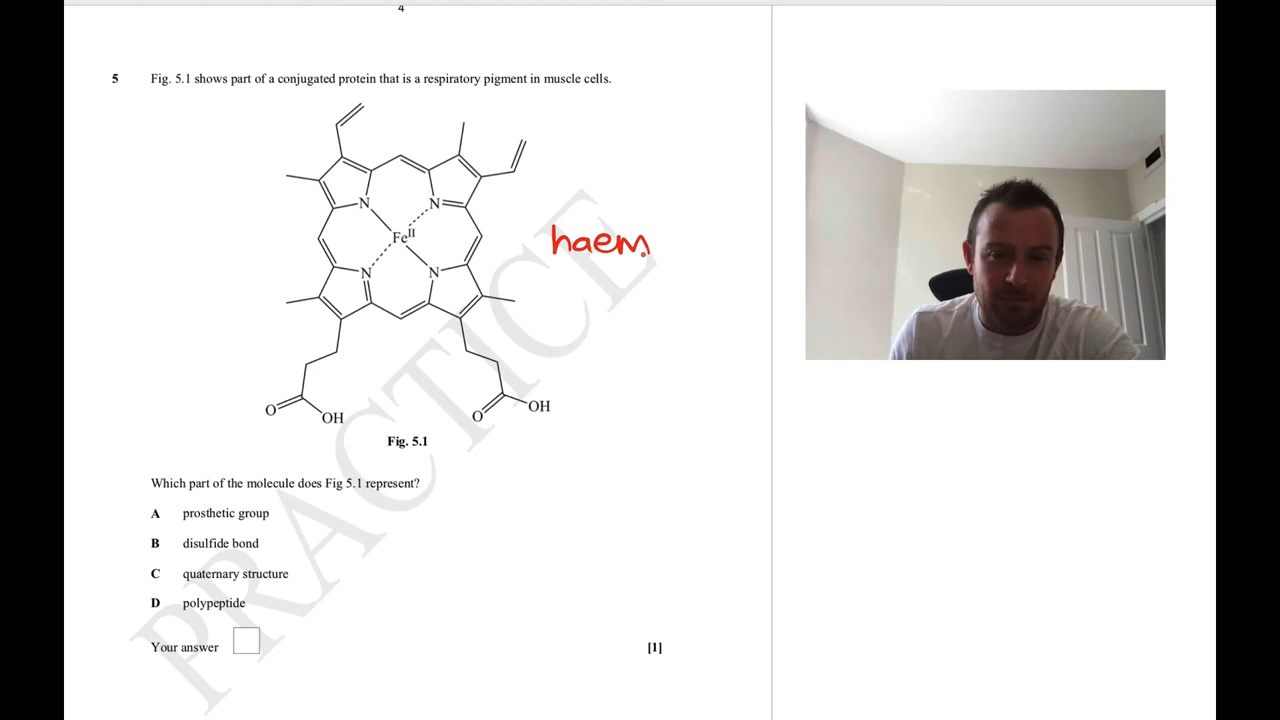 4
5 Fig. 5.1 shows part of a conjugated protein that is a respiratory pigment in muscle cells.
N N
Feᴵᴵ
haem
N N
O OH O OH
Fig. 5.1
Which part of the molecule does Fig 5.1 represent?
A prosthetic group
B disulfide bond
C quaternary structure
D polypeptide
Your answer [1]
PRACTICE